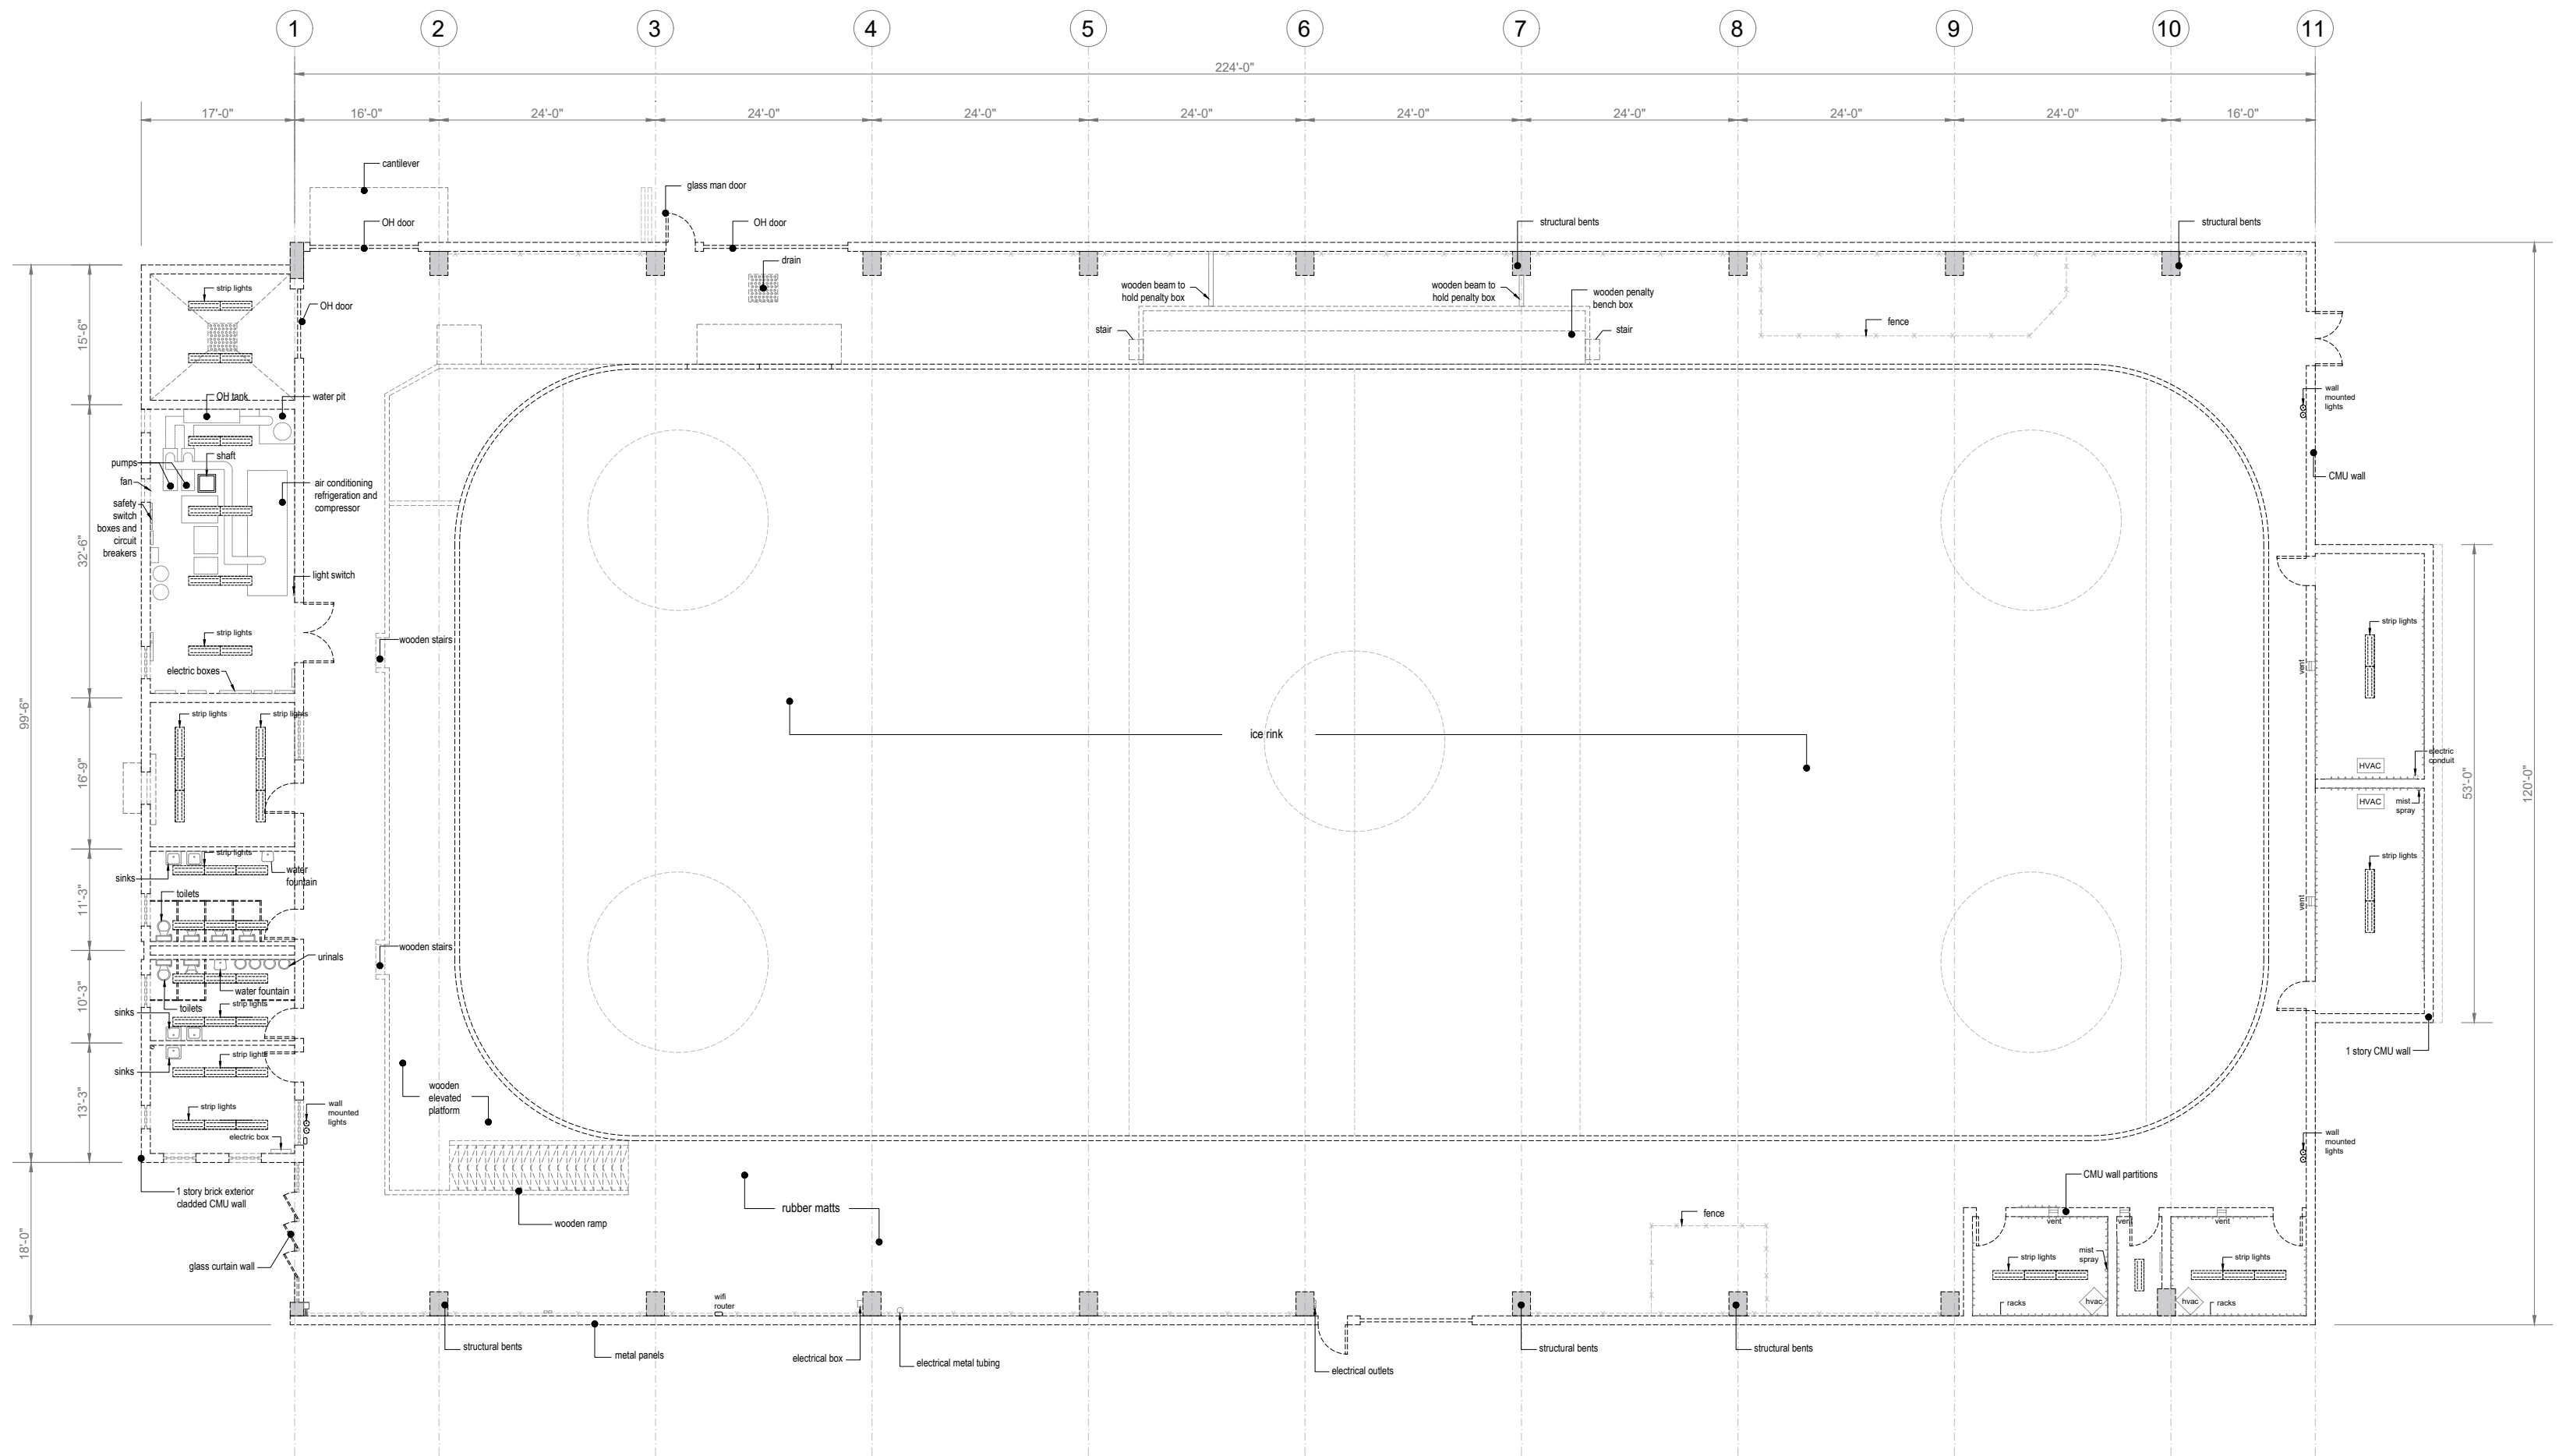 1
2
3
4
5
6
7
8
9
10
11
224'-0"
17'-0"
16'-0"
24'-0"
24'-0"
24'-0"
24'-0"
24'-0"
24'-0"
24'-0"
24'-0"
16'-0"
cantilever
glass man door
OH door
OH door
structural bents
structural bents
drain
strip lights
OH door
wooden beam to
hold penalty box
wooden beam to
hold penalty box
wooden penalty
bench box
stair
stair
fence
15'-6"
OH tank
water pit
wall
mounted
lights
shaft
pumps
fan
safety
switch
boxes and
circuit
breakers
air conditioning
refrigeration and
compressor
CMU wall
32'-6"
light switch
strip lights
wooden stairs
strip lights
electric boxes
vent
99'-6"
strip lights
strip lights
ice rink
16'-9"
HVAC
electric
conduit
HVAC
mist
spray
53'-0"
120'-0"
strip lights
strip lights
sinks
water
fountain
toilets
11'-3"
vent
wooden stairs
urinals
water fountain
toilets
10'-3"
strip lights
sinks
strip lights
sinks
1 story CMU wall
wooden
elevated
platform
13'-3"
strip lights
wall
mounted
lights
electric box
wall
mounted
lights
CMU wall partitions
1 story brick exterior
cladded CMU wall
wooden ramp
rubber matts
fence
vent
vent
vent
18'-0"
glass curtain wall
strip lights
mist
spray
strip lights
wifi
router
racks
hvac
hvac
racks
structural bents
metal panels
electrical box
electrical metal tubing
electrical outlets
structural bents
structural bents